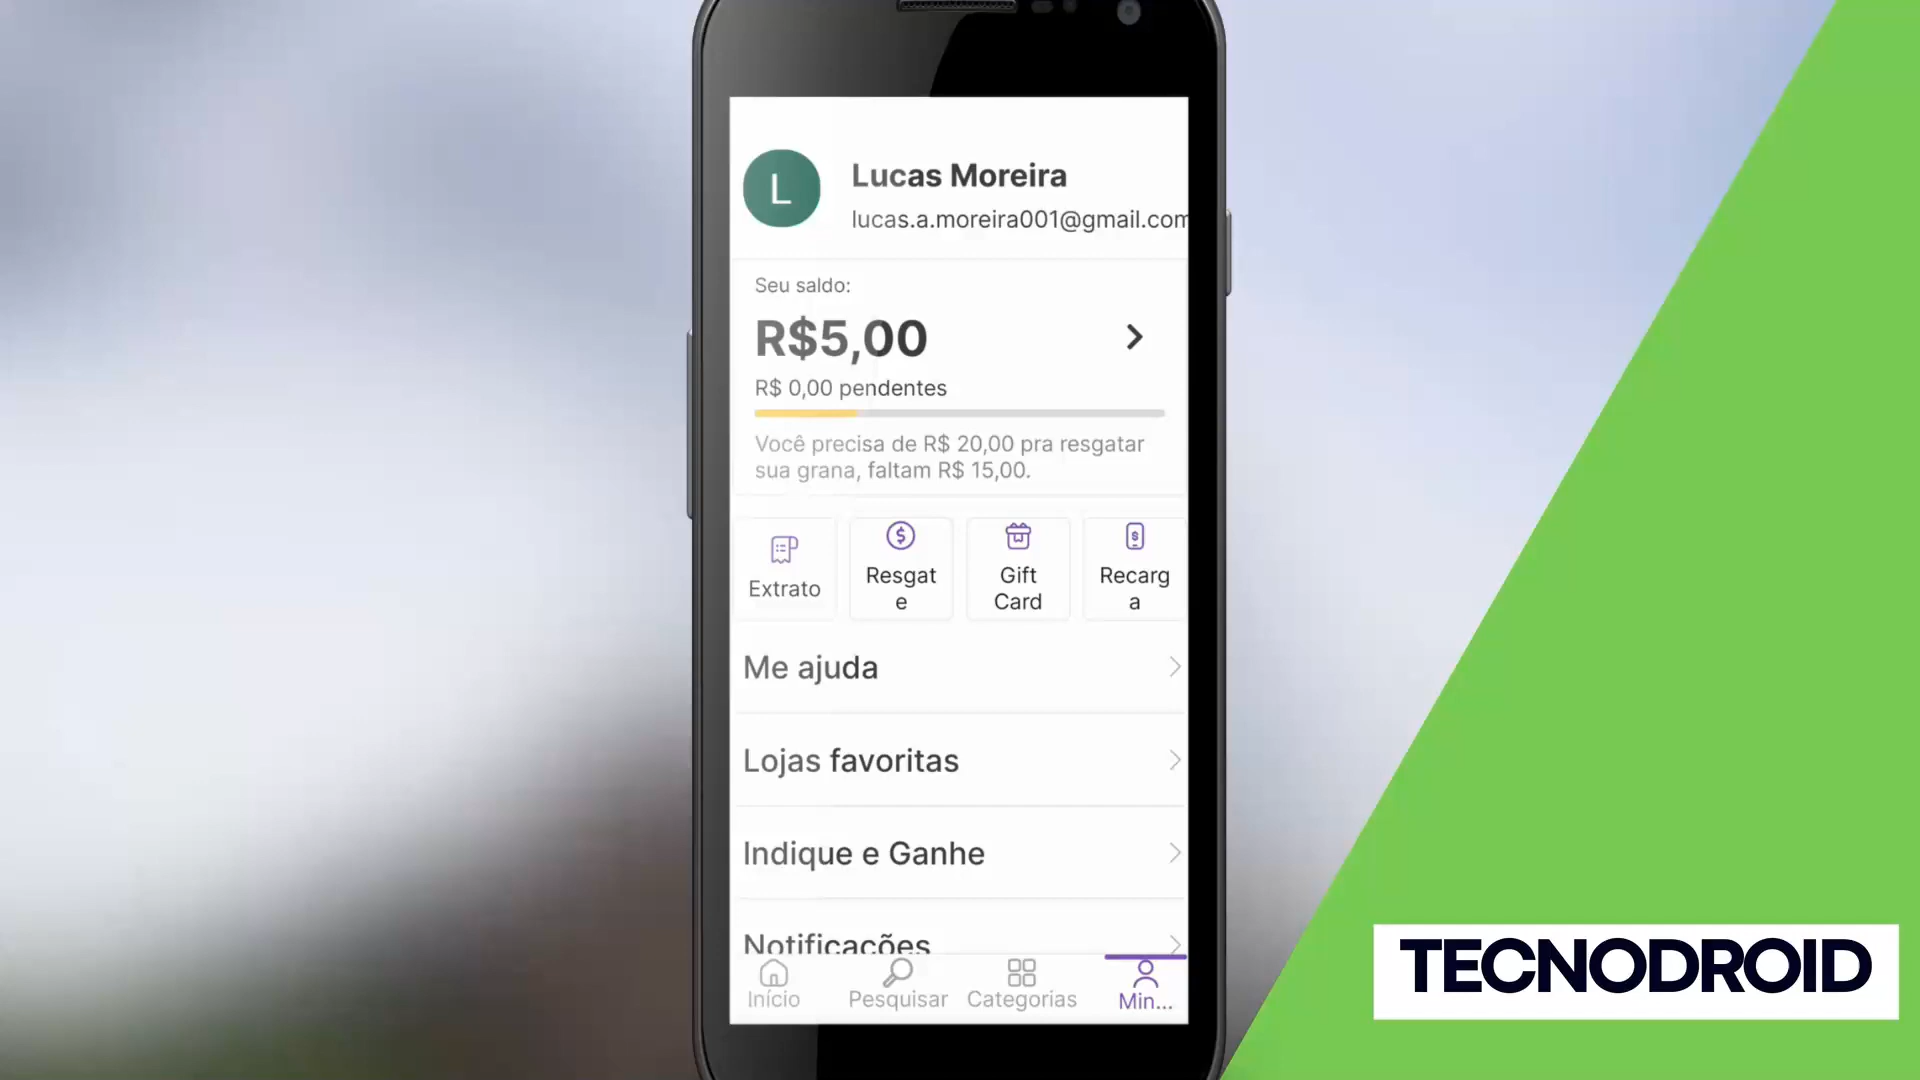 L
Lucas Moreira
lucas.a.moreira001@gmail.com
Seu saldo:
R$5,00
R$ 0,00 pendentes
Você precisa de R$ 20,00 pra resgatar
sua grana, faltam R$ 15,00.
Extrato
Resgat
e
Gift
Card
Recarg
a
Me ajuda
Lojas favoritas
Indique e Ganhe
Notificações
Início
Pesquisar
Categorias
Min...
TECNODROID